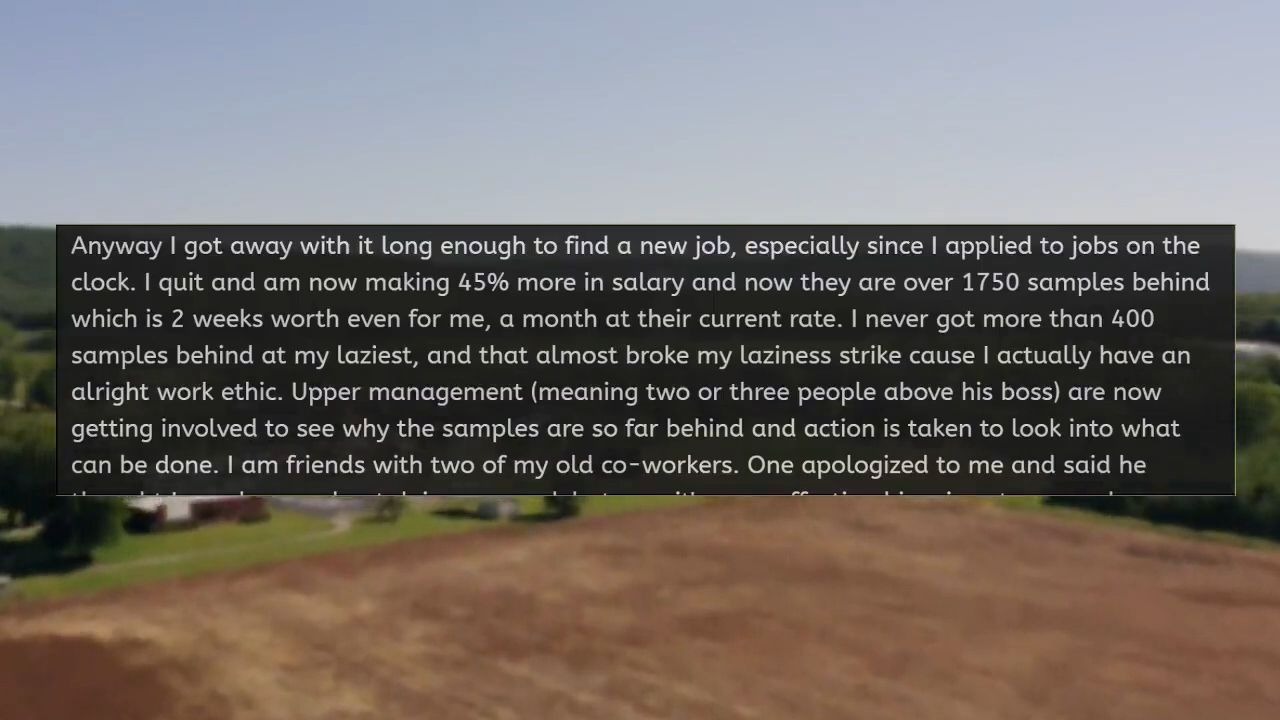 Anyway I got away with it long enough to find a new job, especially since I applied to jobs on the
clock. I quit and am now making 45% more in salary and now they are over 1750 samples behind
which is 2 weeks worth even for me, a month at their current rate. I never got more than 400
samples behind at my laziest, and that almost broke my laziness strike cause I actually have an
alright work ethic. Upper management (meaning two or three people above his boss) are now
getting involved to see why the samples are so far behind and action is taken to look into what
can be done. I am friends with two of my old co-workers. One apologized to me and said he